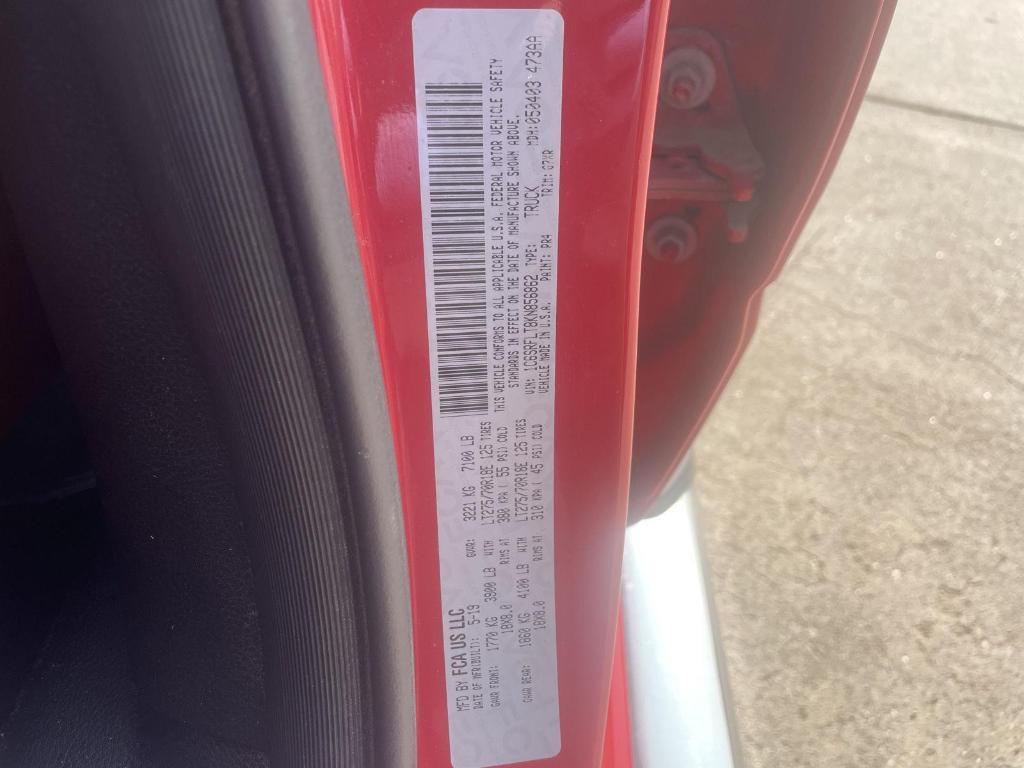 MFD BY FCA US LLC
DATE OF MFR(BUILT): 5-19 GVWR: 3221 KG 7100 LB
GAWR FRONT: 1770 KG 3900 LB WITH LT275/70R18E 125 TIRES
18X8.0 RIMS AT 380 KPA ( 55 PSI) COLD
GAWR REAR: 1860 KG 4100 LB WITH LT275/70R18E 125 TIRES
18X8.0 RIMS AT 310 KPA ( 45 PSI) COLD
THIS VEHICLE CONFORMS TO ALL APPLICABLE U.S.A. FEDERAL MOTOR VEHICLE SAFETY
STANDARDS IN EFFECT ON THE DATE OF MANUFACTURE SHOWN ABOVE.
VIN: 1C6SRFLT8KN856862 TYPE: TRUCK MDH: 050403 473AA
VEHICLE MADE IN U.S.A. PAINT: PR4 TRIM: G7XR